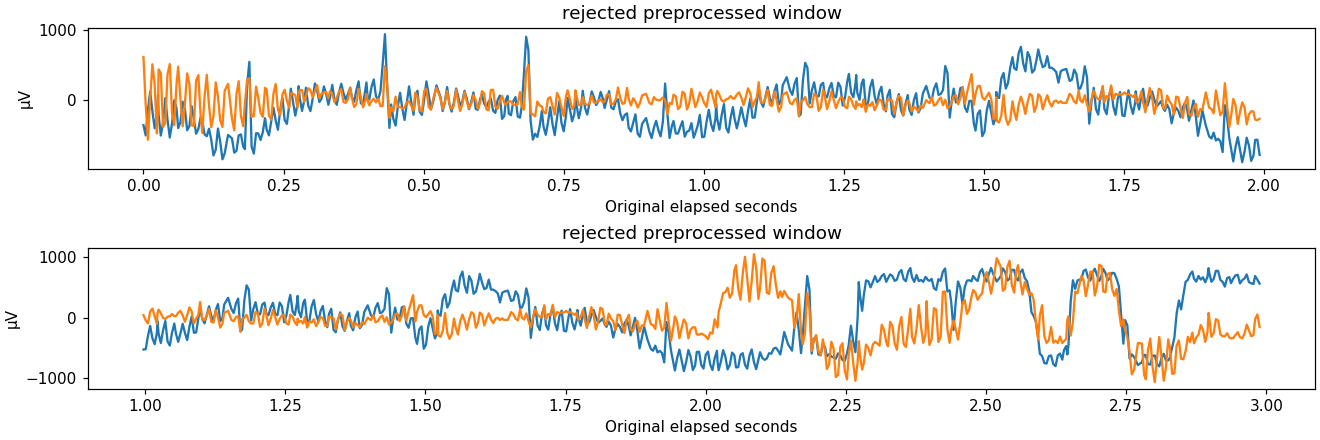 rejected preprocessed window
1000
0
µV
0.00 0.25 0.50 0.75 1.00 1.25 1.50 1.75 2.00
Original elapsed seconds
rejected preprocessed window
1000
0
−1000
µV
1.00 1.25 1.50 1.75 2.00 2.25 2.50 2.75 3.00
Original elapsed seconds